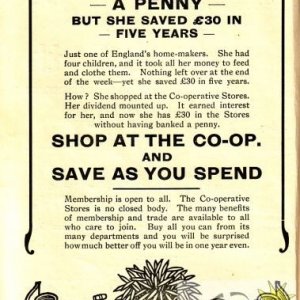 — A PENNY —
BUT SHE SAVED £30 IN
— FIVE YEARS —
Just one of England's home-makers. She had
four children, and it took all her money to feed
and clothe them. Nothing left over at the end
of the week—yet she saved £30 in five years.
How? She shopped at the Co-operative Stores.
Her dividend mounted up. It earned interest
for her, and now she has £30 in the Stores
without having banked a penny.
SHOP AT THE CO-OP.
AND
SAVE AS YOU SPEND
Membership is open to all. The Co-operative
Stores is no closed body. The many benefits
of membership and trade are available to all
who care to join. Buy all you can from its
many departments and you will be surprised
how much better off you will be in one year even.